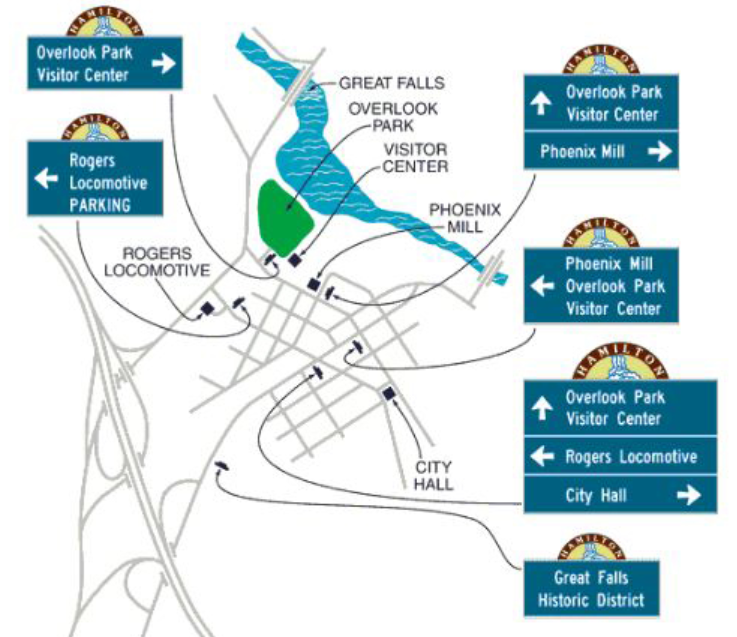 HAMILTON
Overlook Park
Visitor Center
HAMILTON
Rogers
Locomotive
PARKING
GREAT FALLS
OVERLOOK
PARK
VISITOR
CENTER
PHOENIX
MILL
ROGERS
LOCOMOTIVE
CITY
HALL
HAMILTON
Overlook Park
Visitor Center
Phoenix Mill
HAMILTON
Phoenix Mill
Overlook Park
Visitor Center
HAMILTON
Overlook Park
Visitor Center
Rogers Locomotive
City Hall
HAMILTON
Great Falls
Historic District